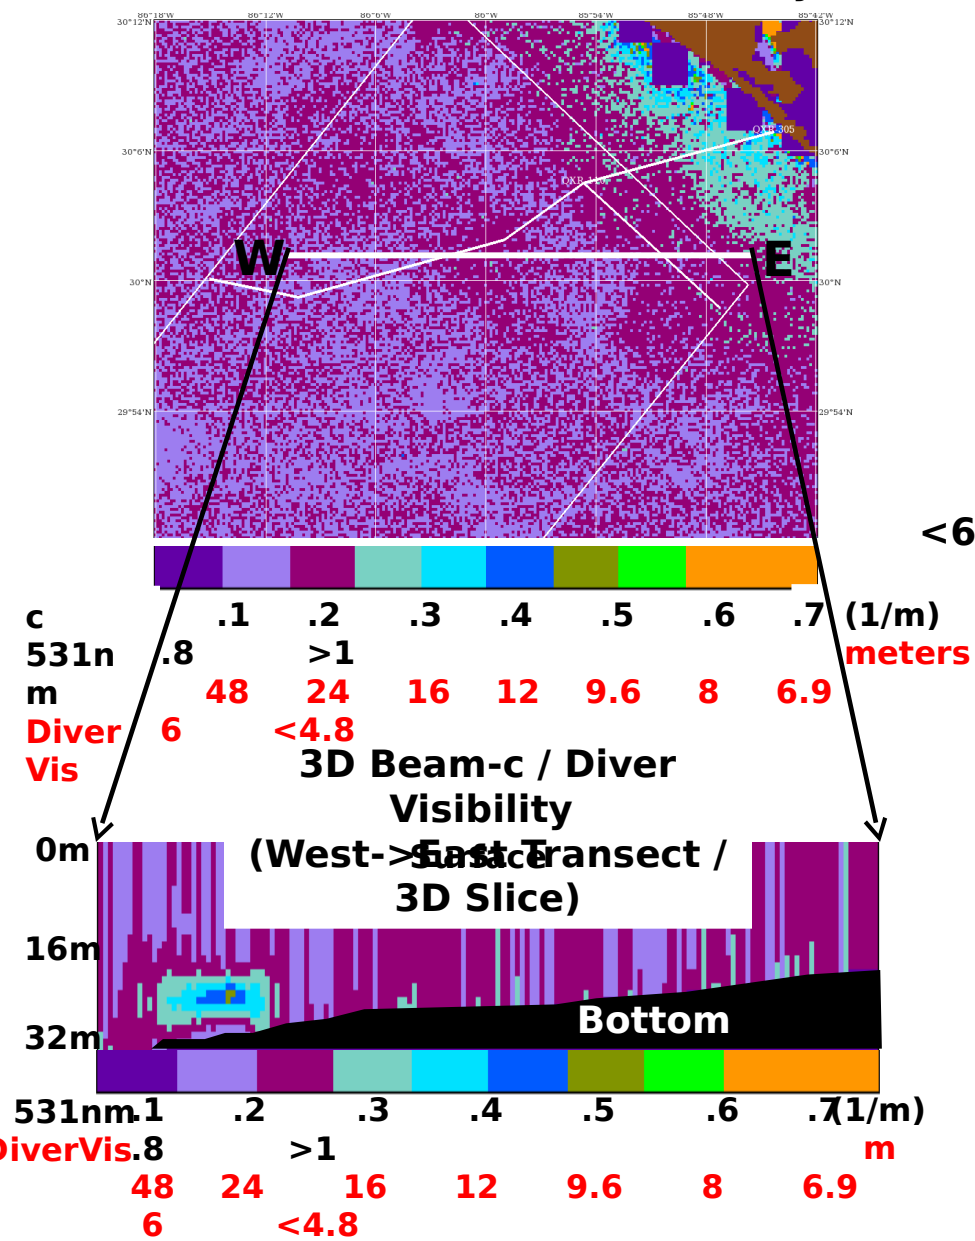 86°18'W 86°12'W 86°6'W 86°W 85°54'W 85°48'W 85°42'W
30°12'N 30°12'N
QXR 305
30°6'N 30°6'N
W E
30°N 30°N
29°54'N 29°54'N
<6
c .1 .2 .3 .4 .5 .6 .7 (1/m)
531n .8 >1 meters
m 48 24 16 12 9.6 8 6.9
Diver 6 <4.8
Vis
3D Beam-c / Diver
Visibility
(West->East Transect /
Surface
3D Slice)
0m
16m
32m
Bottom
531nm .1 .2 .3 .4 .5 .6 .7 (1/m)
DiverVis .8 >1 m
48 24 16 12 9.6 8 6.9
6 <4.8